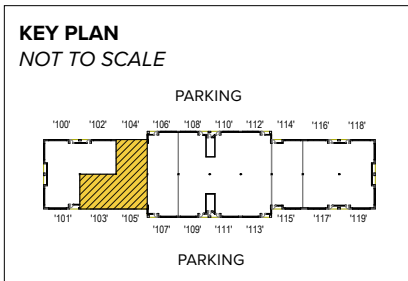 KEY PLAN
NOT TO SCALE
PARKING
'100' '102' '104' '106' '108' '110' '112' '114' '116' '118'
'101' '103' '105' '107' '109' '111' '113' '115' '117' '119'
PARKING